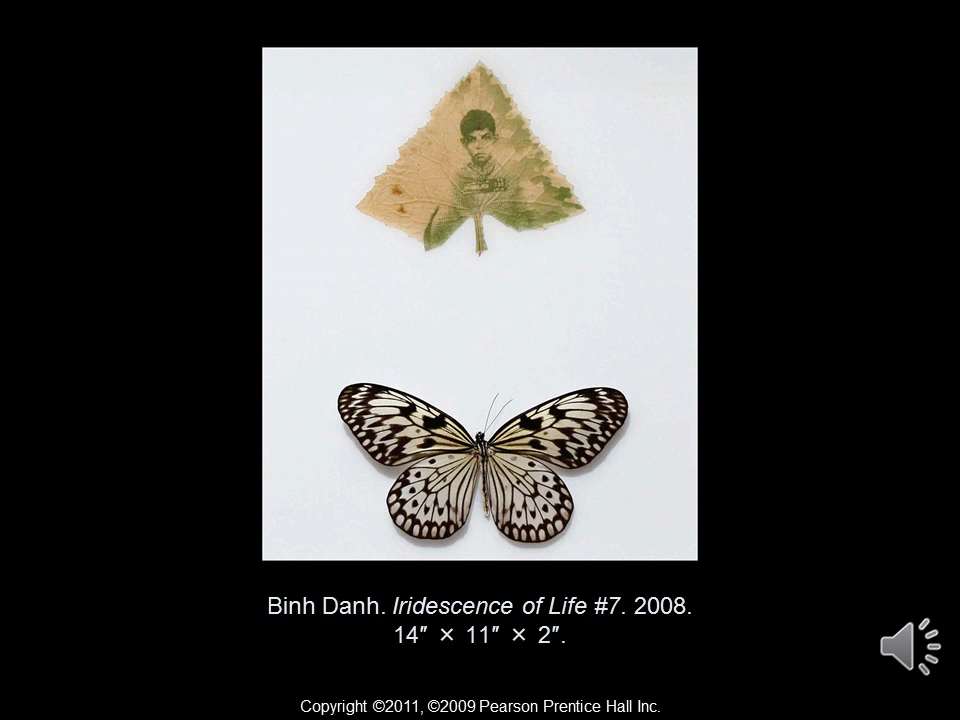 Binh Danh. Iridescence of Life #7. 2008.
14″ × 11″ × 2″.
Copyright ©2011, ©2009 Pearson Prentice Hall Inc.